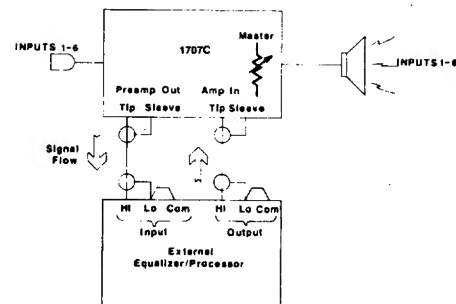 Master
INPUTS 1-6
1707C
INPUTS 1-6
Preamp Out
Amp In
Tip Sleeve
Tip Sleeve
Signal
Flow
Hi Lo Com
Hi Lo Com
Input
Output
External
Equalizer/Processor